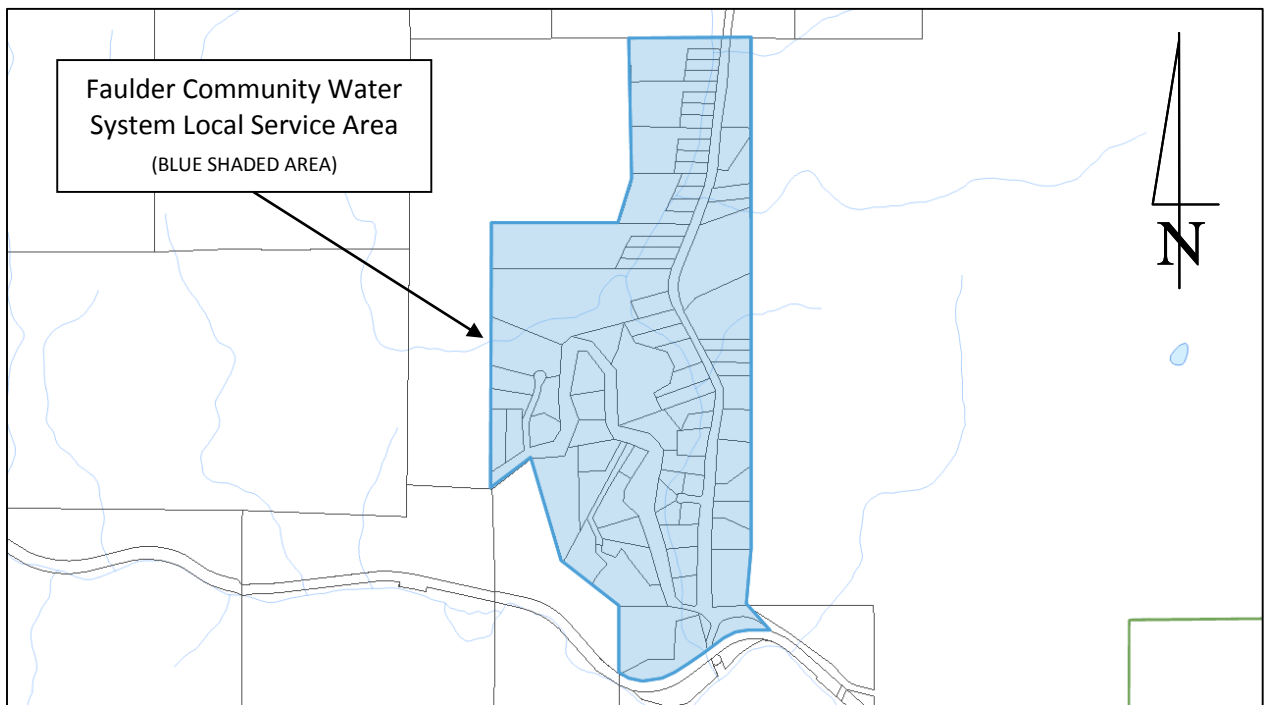 Faulder Community Water
System Local Service Area
(BLUE SHADED AREA)
N